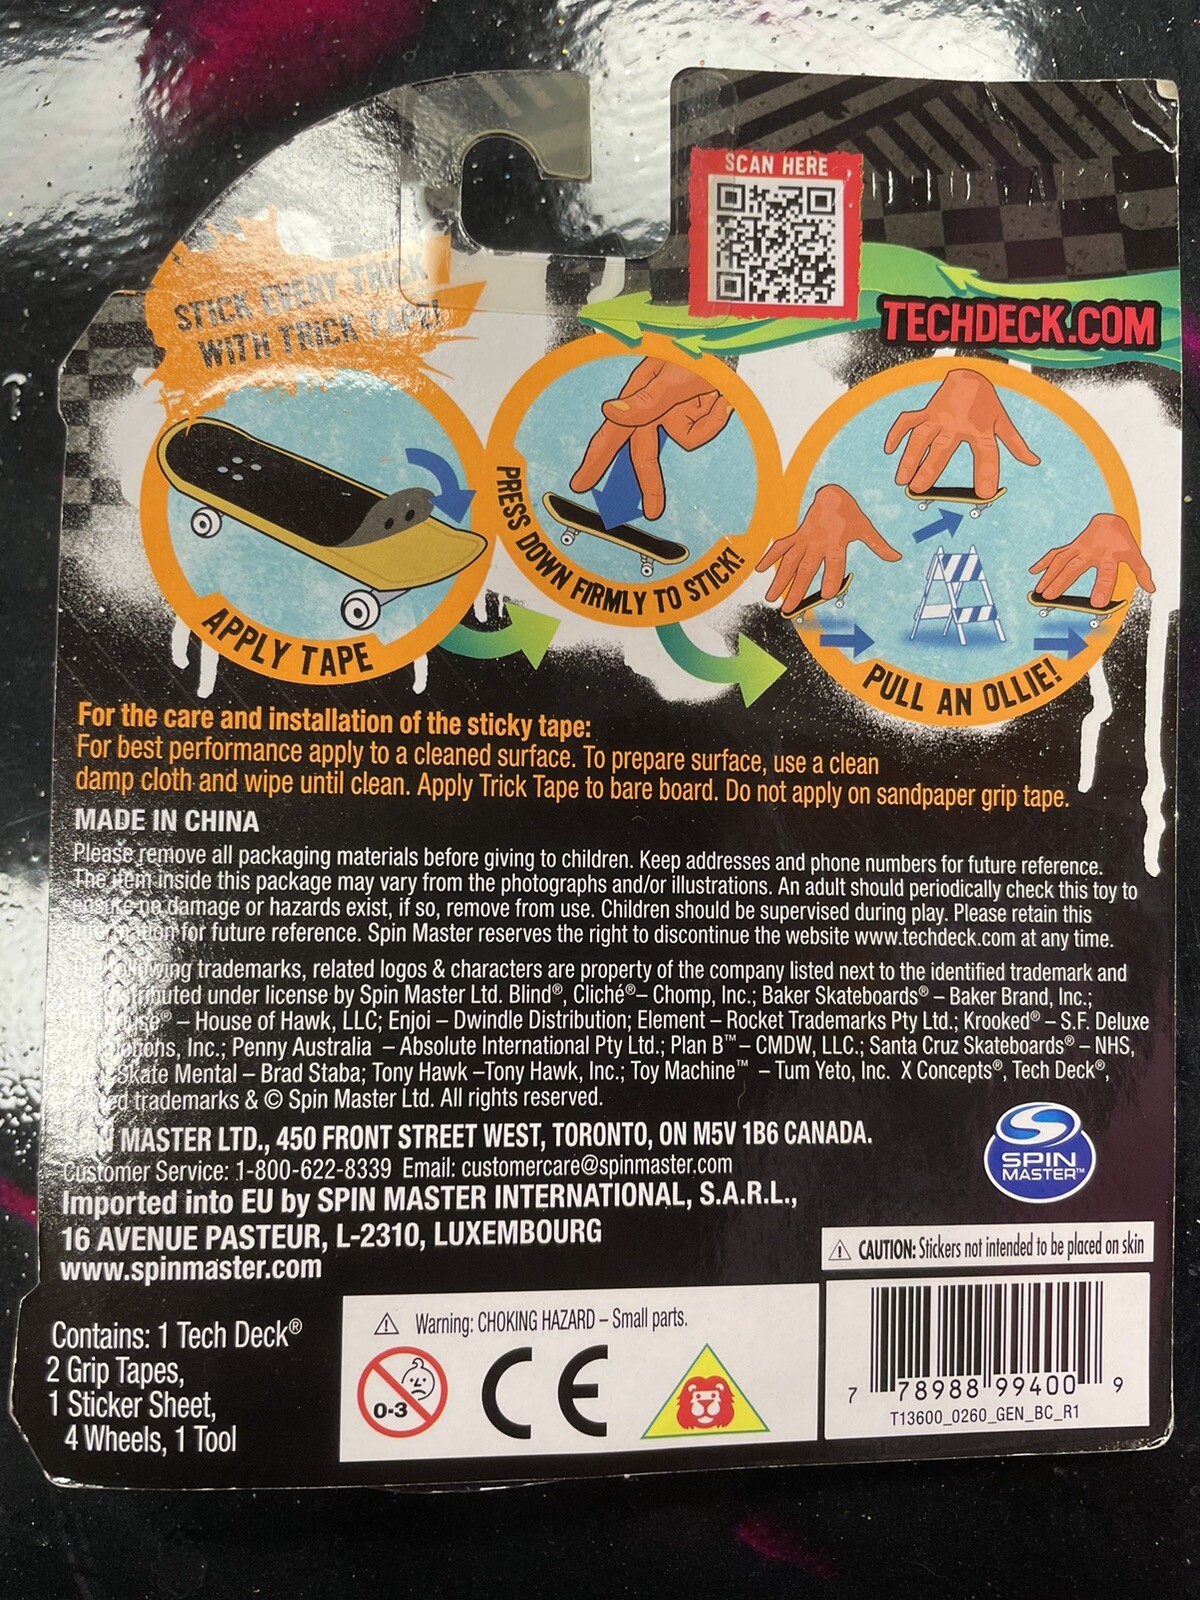 SCAN HERE
STICK EVERY TRICK
WITH TRICK TAPE!
TECHDECK.COM
APPLY TAPE
PRESS DOWN FIRMLY TO STICK!
PULL AN OLLIE!
For the care and installation of the sticky tape:
For best performance apply to a cleaned surface. To prepare surface, use a clean
damp cloth and wipe until clean. Apply Trick Tape to bare board. Do not apply on sandpaper grip tape.
MADE IN CHINA
Please remove all packaging materials before giving to children. Keep addresses and phone numbers for future reference.
The item inside this package may vary from the photographs and/or illustrations. An adult should periodically check this toy to
ensure no damage or hazards exist, if so, remove from use. Children should be supervised during play. Please retain this
information for future reference. Spin Master reserves the right to discontinue the website www.techdeck.com at any time.
The following trademarks, related logos & characters are property of the company listed next to the identified trademark and
are distributed under license by Spin Master Ltd. Blind®, Cliché®– Chomp, Inc.; Baker Skateboards® – Baker Brand, Inc.;
– House of Hawk, LLC; Enjoi – Dwindle Distribution; Element – Rocket Trademarks Pty Ltd.; Krooked® – S.F. Deluxe
Inc.; Penny Australia – Absolute International Pty Ltd.; Plan B™– CMDW, LLC.; Santa Cruz Skateboards® – NHS,
Skate Mental – Brad Staba; Tony Hawk –Tony Hawk, Inc.; Toy Machine™ – Tum Yeto, Inc. X Concepts®, Tech Deck®,
trademarks & © Spin Master Ltd. All rights reserved.
SPIN MASTER LTD., 450 FRONT STREET WEST, TORONTO, ON M5V 1B6 CANADA.
Customer Service: 1-800-622-8339 Email: customercare@spinmaster.com
Imported into EU by SPIN MASTER INTERNATIONAL, S.A.R.L.,
16 AVENUE PASTEUR, L-2310, LUXEMBOURG
www.spinmaster.com
SPIN
MASTER™
CAUTION: Stickers not intended to be placed on skin
Contains: 1 Tech Deck®
2 Grip Tapes,
1 Sticker Sheet,
4 Wheels, 1 Tool
Warning: CHOKING HAZARD – Small parts.
0-3
CE
7 78988 99400 9
T13600_0260_GEN_BC_R1